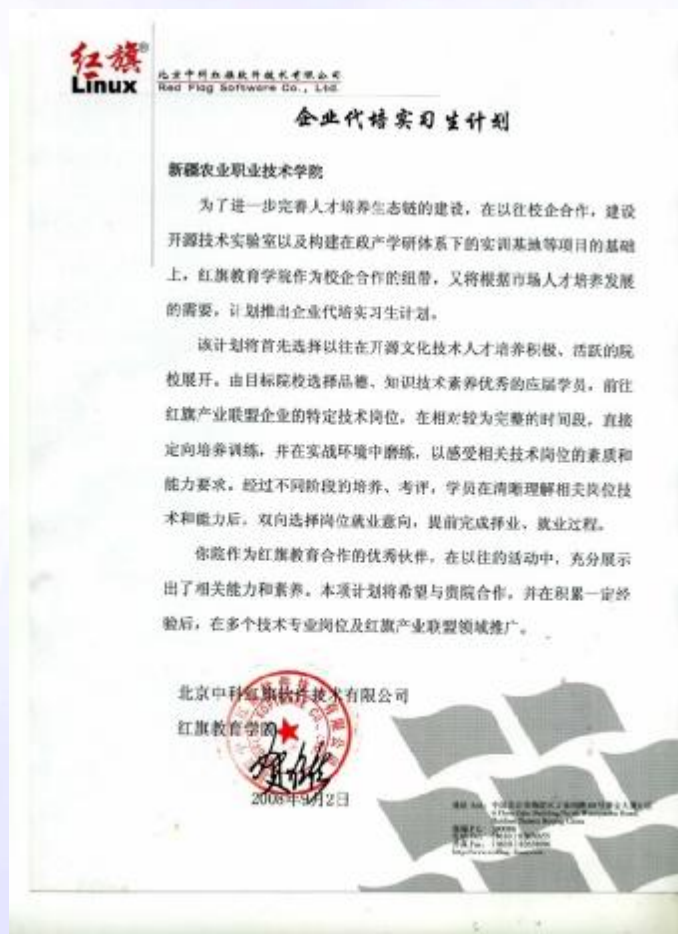 红旗®
Linux
北京中科红旗软件技术有限公司
Red Flag Software Co., Ltd.
企业代培实习生计划
新疆农业职业技术学院
为了进一步完善人才培养生态链的建设，在以往校企合作，建设
开源技术实验室以及构建在政产学研体系下的实训基地等项目的基础
上，红旗教育学院作为校企合作的纽带，又将根据市场人才培养发展
的需要，计划推出企业代培实习生计划。
该计划将首先选择以往在开源文化技术人才培养积极、活跃的院
校展开。由目标院校选择品德、知识技术素养优秀的应届学员，前往
红旗产业联盟企业的特定技术岗位，在相对较为完整的时间段，直接
定向培养训练，并在实战环境中磨练，以感受相关技术岗位的素质和
能力要求。经过不同阶段的培养、考评，学员在清晰理解相关岗位技
术和能力后，双向选择岗位就业意向，提前完成择业、就业过程。
你院作为红旗教育合作的优秀伙伴，在以往的活动中，充分展示
出了相关能力和素养。本项计划将希望与贵院合作，并在积累一定经
验后，在多个技术专业岗位及红旗产业联盟领域推广。
北京中科红旗软件技术有限公司
红旗教育学院
2008年9月2日